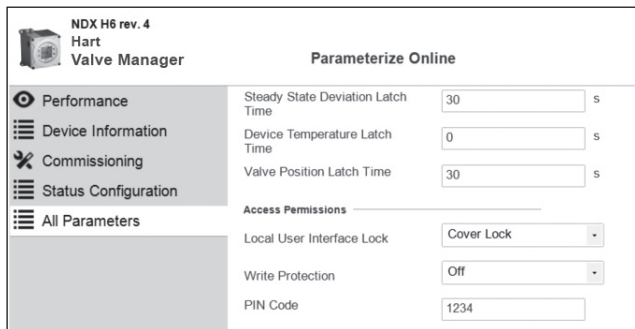 NDX H6 rev. 4
Hart
Valve Manager
Parameterize Online
Performance
Device Information
Commissioning
Status Configuration
All Parameters
Steady State Deviation Latch
Time
30 s
Device Temperature Latch
Time
0 s
Valve Position Latch Time
30 s
Access Permissions
Local User Interface Lock
Cover Lock
Write Protection
Off
PIN Code
1234